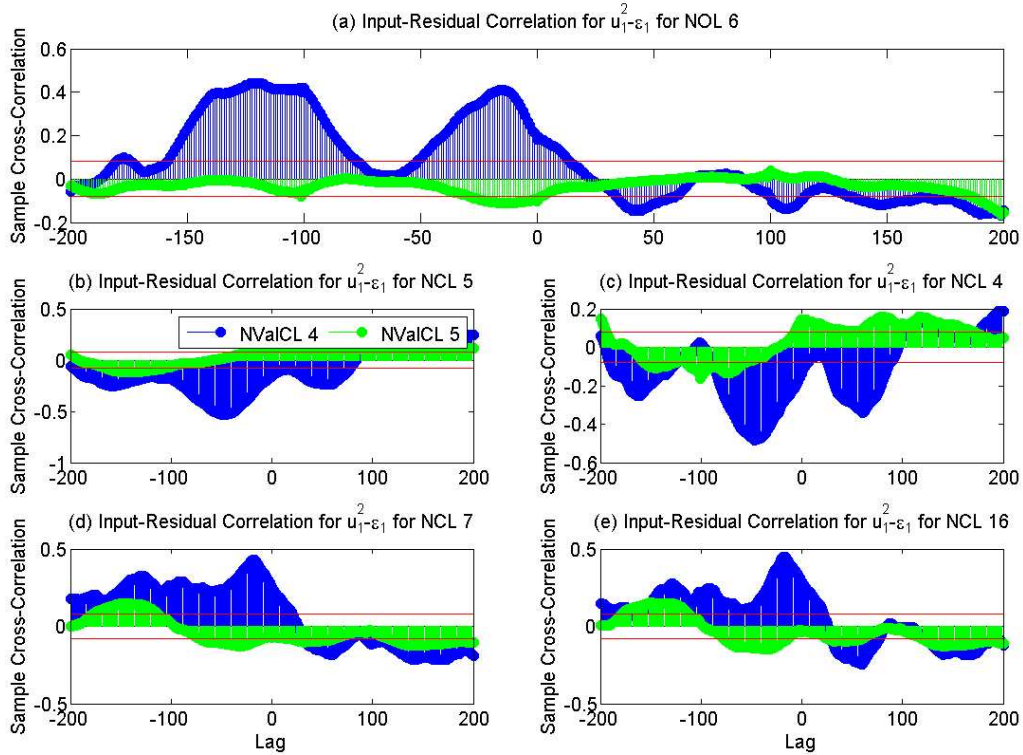 (a) Input-Residual Correlation for u₁²-ε₁ for NOL 6
Sample Cross-Correlation
0.6
0.4
0.2
0
-0.2
-200 -150 -100 -50 0 50 100 150 200
Lag
(b) Input-Residual Correlation for u₁²-ε₁ for NCL 5
Sample Cross-Correlation
0.5
0
-0.5
-1
NValCL 4 NValCL 5
-200 -100 0 100 200
(c) Input-Residual Correlation for u₁²-ε₁ for NCL 4
Sample Cross-Correlation
0.2
0
-0.2
-0.4
-0.6
-200 -100 0 100 200
(d) Input-Residual Correlation for u₁²-ε₁ for NCL 7
Sample Cross-Correlation
0.5
0
-0.5
-200 -100 0 100 200
Lag
(e) Input-Residual Correlation for u₁²-ε₁ for NCL 16
Sample Cross-Correlation
0.5
0
-0.5
-200 -100 0 100 200
Lag